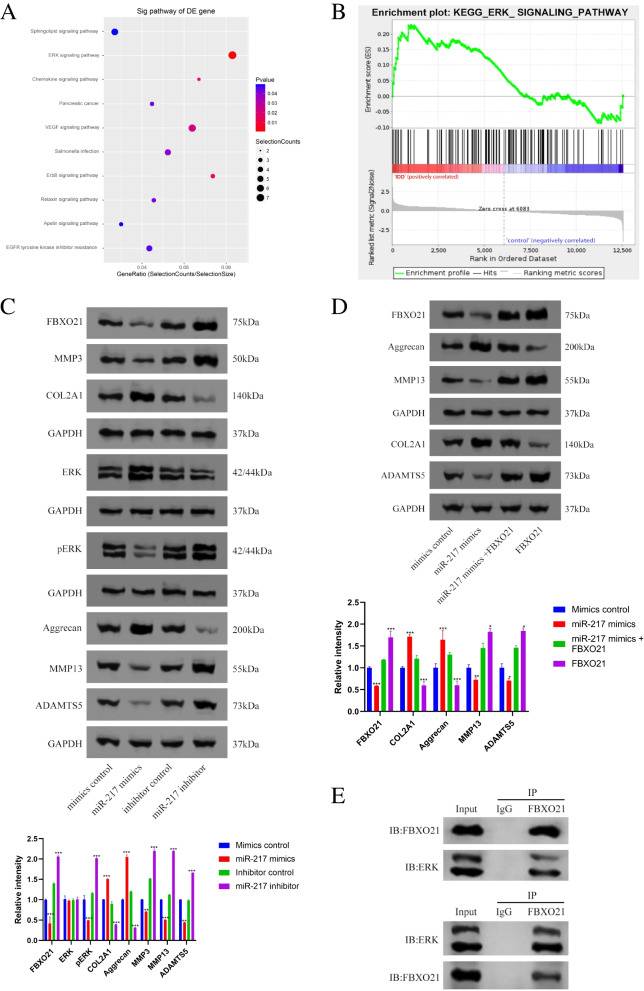 A
Sig pathway of DE gene
Sphingolipid signaling pathway
ERK signaling pathway
Chemokine signaling pathway
Pancreatic cancer
VEGF signaling pathway
Salmonella infection
ErbB signaling pathway
Relaxin signaling pathway
Apelin signaling pathway
EGFR tyrosine kinase inhibitor resistance
0.04
0.06
0.08
GeneRatio (SelectionCounts/SelectionSize)
Pvalue
0.04
0.03
0.02
0.01
SelectionCounts
2
3
4
5
6
7
B
Enrichment plot: KEGG_ERK_ SIGNALING_PATHWAY
Enrichment score (ES)
0.20
0.15
0.10
0.05
0.00
-0.05
-0.10
'IDD' (positively correlated)
Zero cross at 6083
'control' (negatively correlated)
Ranked list metric (Signal2Noise)
0
2,500
5,000
7,500
10,000
12,500
Rank in Ordered Dataset
Enrichment profile
Hits
Ranking metric scores
C
FBXO21 75kDa
MMP3 50kDa
COL2A1 140kDa
GAPDH 37kDa
ERK 42/44kDa
GAPDH 37kDa
pERK 42/44kDa
GAPDH 37kDa
Aggrecan 200kDa
MMP13 55kDa
ADAMTS5 73kDa
GAPDH 37kDa
mimics control
miR-217 mimics
inhibitor control
miR-217 inhibitor
Relative intensity
2.5
2.0
1.5
1.0
0.5
0.0
FBXO21
ERK
pERK
COL2A1
Aggrecan
MMP3
MMP13
ADAMTS5
Mimics control
miR-217 mimics
Inhibitor control
miR-217 inhibitor
D
FBXO21 75kDa
Aggrecan 200kDa
MMP13 55kDa
GAPDH 37kDa
COL2A1 140kDa
ADAMTS5 73kDa
GAPDH 37kDa
mimics control
miR-217 mimics
miR-217 mimics +FBXO21
FBXO21
Relative intensity
2.5
2.0
1.5
1.0
0.5
0.0
FBXO21
COL2A1
Aggrecan
MMP13
ADAMTS5
Mimics control
miR-217 mimics
miR-217 mimics +
FBXO21
FBXO21
E
IP
Input IgG FBXO21
IB:FBXO21
IB:ERK
IP
Input IgG FBXO21
IB:ERK
IB:FBXO21